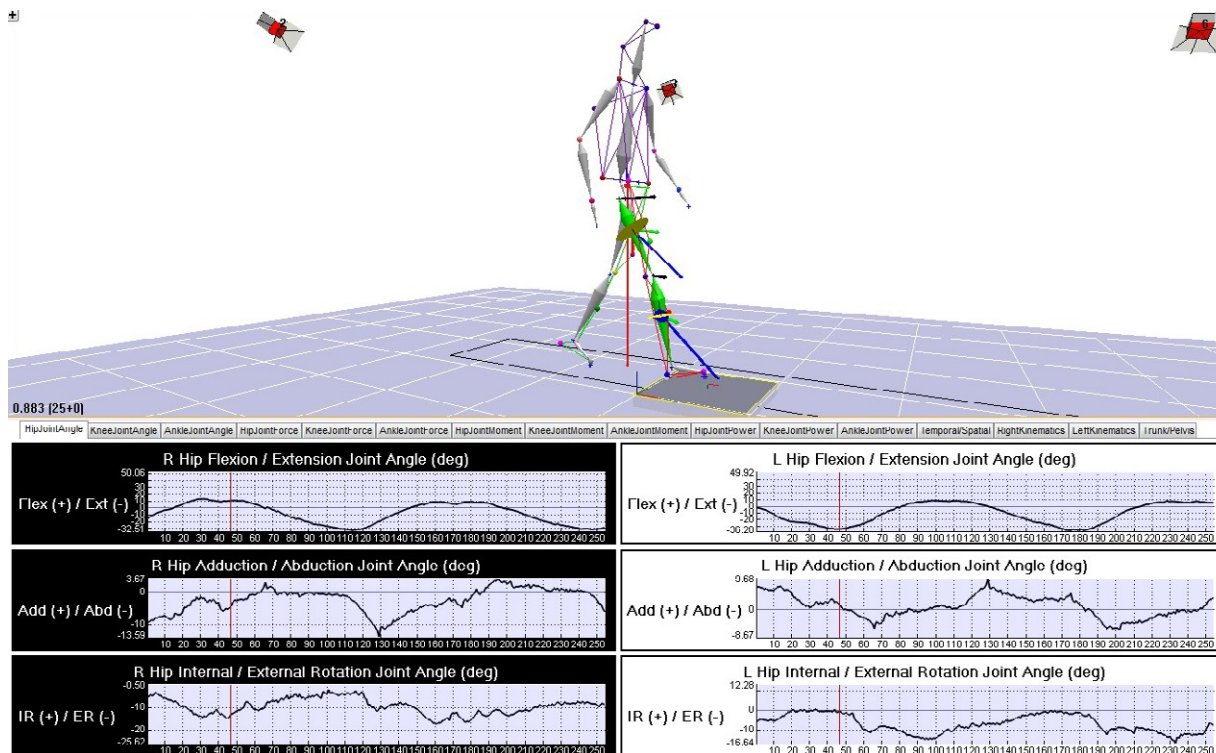 +
2
6
0.883 [25+0]
HipJointAngle KneeJointAngle AnkleJointAngle HipJointForce KneeJointForce AnkleJointForce HipJointMoment KneeJointMoment AnkleJointMoment HipJointPower KneeJointPower AnkleJointPower Temporal/Spatial RightKinematics LeftKinematics Trunk/Pelvis
R Hip Flexion / Extension Joint Angle (deg)
50.06
30
20
10
0
-10
-20
-32.51
Flex (+) / Ext (-)
10 20 30 40 50 60 70 80 90 100 110 120 130 140 150 160 170 180 190 200 210 220 230 240 250
L Hip Flexion / Extension Joint Angle (deg)
49.92
30
20
10
0
-10
-20
-30.20
Flex (+) / Ext (-)
10 20 30 40 50 60 70 80 90 100 110 120 130 140 150 160 170 180 190 200 210 220 230 240 250
R Hip Adduction / Abduction Joint Angle (deg)
3.67
0
-10
-13.59
Add (+) / Abd (-)
10 20 30 40 50 60 70 80 90 100 110 120 130 140 150 160 170 180 190 200 210 220 230 240 250
L Hip Adduction / Abduction Joint Angle (deg)
0
-8.67
Add (+) / Abd (-)
10 20 30 40 50 60 70 80 90 100 110 120 130 140 150 160 170 180 190 200 210 220 230 240 250
R Hip Internal / External Rotation Joint Angle (deg)
-0.50
-10
-20
-25.62
IR (+) / ER (-)
10 20 30 40 50 60 70 80 90 100 110 120 130 140 150 160 170 180 190 200 210 220 230 240 250
L Hip Internal / External Rotation Joint Angle (deg)
12.28
0
-10
-16.64
IR (+) / ER (-)
10 20 30 40 50 60 70 80 90 100 110 120 130 140 150 160 170 180 190 200 210 220 230 240 250